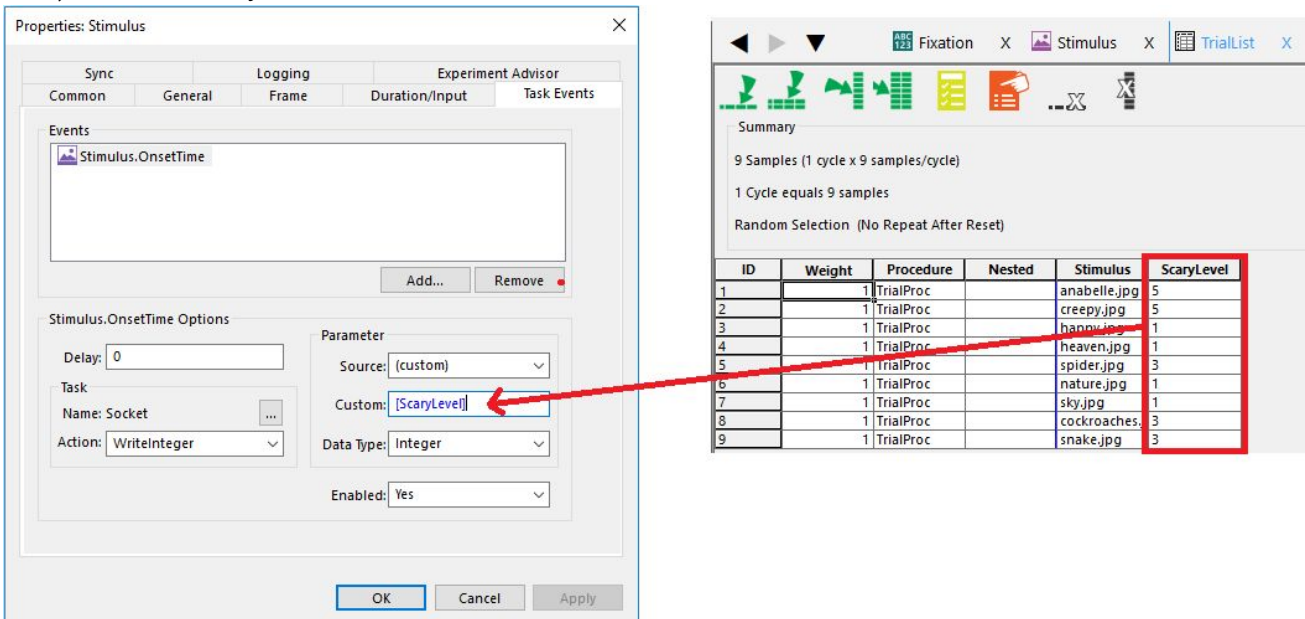 Properties: Stimulus
Sync Logging Experiment Advisor
Common General Frame Duration/Input Task Events
Events
Stimulus.OnsetTime
Add... Remove
Stimulus.OnsetTime Options
Delay: 0
Task
Name: Socket ...
Action: WriteInteger
Parameter
Source: (custom)
Custom: [ScaryLevel]
Data Type: Integer
Enabled: Yes
OK Cancel Apply
ABC 123 Fixation X Stimulus X TrialList X
Summary
9 Samples (1 cycle x 9 samples/cycle)
1 Cycle equals 9 samples
Random Selection (No Repeat After Reset)
ID Weight Procedure Nested Stimulus ScaryLevel
1 1 TrialProc anabelle.jpg 5
2 1 TrialProc creepy.jpg 5
3 1 TrialProc happy.jpg 1
4 1 TrialProc heaven.jpg 1
5 1 TrialProc spider.jpg 3
6 1 TrialProc nature.jpg 1
7 1 TrialProc sky.jpg 1
8 1 TrialProc cockroaches. 3
9 1 TrialProc snake.jpg 3